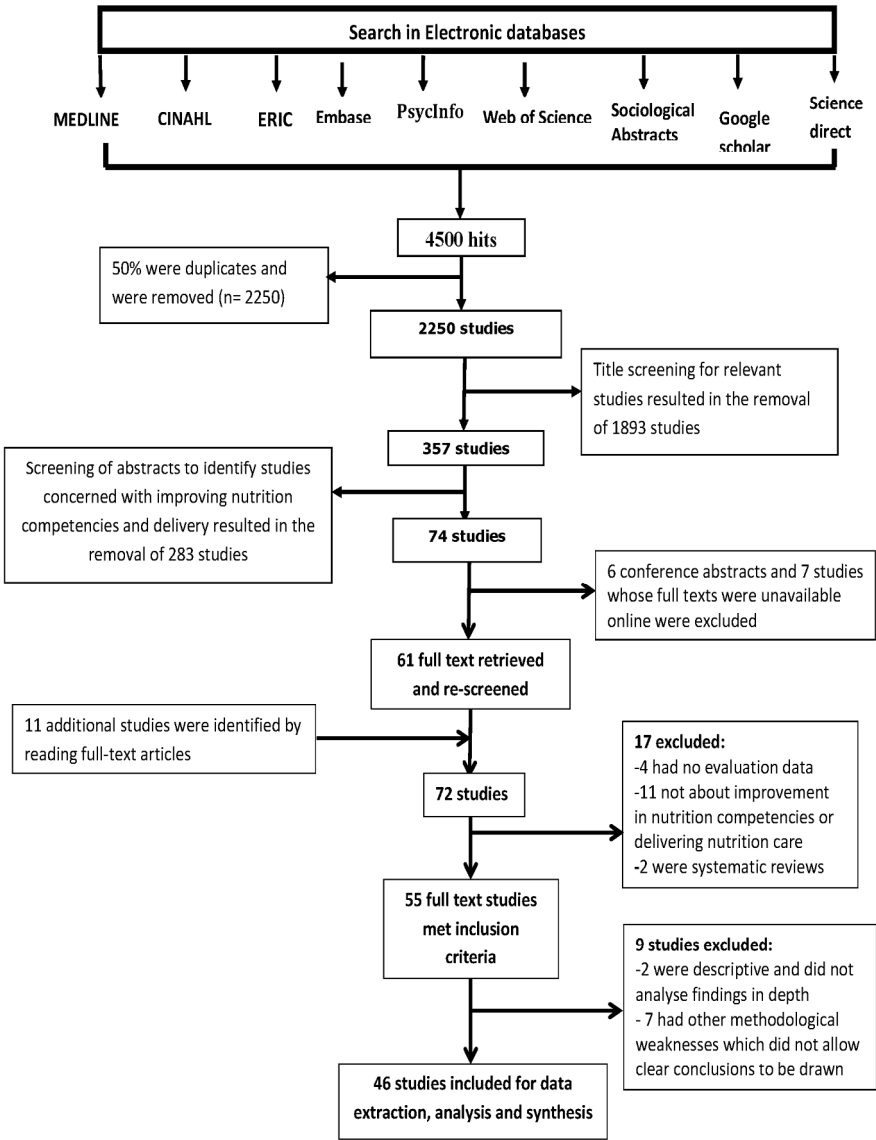 Search in Electronic databases
MEDLINE
CINAHL
ERIC
Embase
PsycInfo
Web of Science
Sociological
Abstracts
Google
scholar
Science
direct
4500 hits
50% were duplicates and
were removed (n= 2250)
2250 studies
Title screening for relevant
studies resulted in the removal
of 1893 studies
357 studies
Screening of abstracts to identify studies
concerned with improving nutrition
competencies and delivery resulted in the
removal of 283 studies
74 studies
6 conference abstracts and 7 studies
whose full texts were unavailable
online were excluded
61 full text retrieved
and re-screened
11 additional studies were identified by
reading full-text articles
72 studies
17 excluded:
-4 had no evaluation data
-11 not about improvement
in nutrition competencies or
delivering nutrition care
-2 were systematic reviews
55 full text studies
met inclusion
criteria
9 studies excluded:
-2 were descriptive and did not
analyse findings in depth
- 7 had other methodological
weaknesses which did not allow
clear conclusions to be drawn
46 studies included for data
extraction, analysis and synthesis